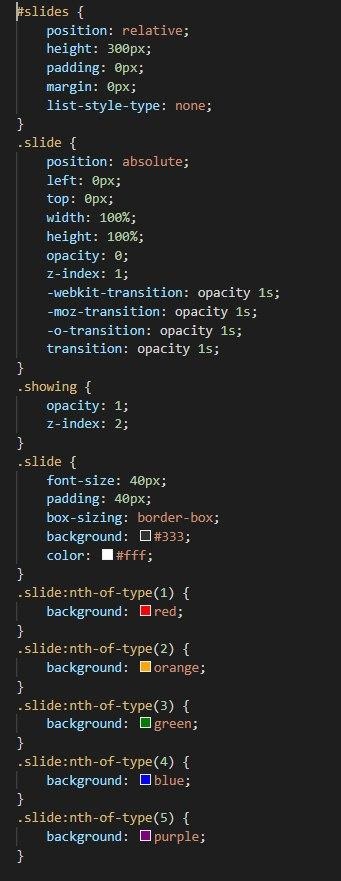 #slides {
    position: relative;
    height: 300px;
    padding: 0px;
    margin: 0px;
    list-style-type: none;
}
.slide {
    position: absolute;
    left: 0px;
    top: 0px;
    width: 100%;
    height: 100%;
    opacity: 0;
    z-index: 1;
    -webkit-transition: opacity 1s;
    -moz-transition: opacity 1s;
    -o-transition: opacity 1s;
    transition: opacity 1s;
}
.showing {
    opacity: 1;
    z-index: 2;
}
.slide {
    font-size: 40px;
    padding: 40px;
    box-sizing: border-box;
    background: #333;
    color: #fff;
}
.slide:nth-of-type(1) {
    background: red;
}
.slide:nth-of-type(2) {
    background: orange;
}
.slide:nth-of-type(3) {
    background: green;
}
.slide:nth-of-type(4) {
    background: blue;
}
.slide:nth-of-type(5) {
    background: purple;
}